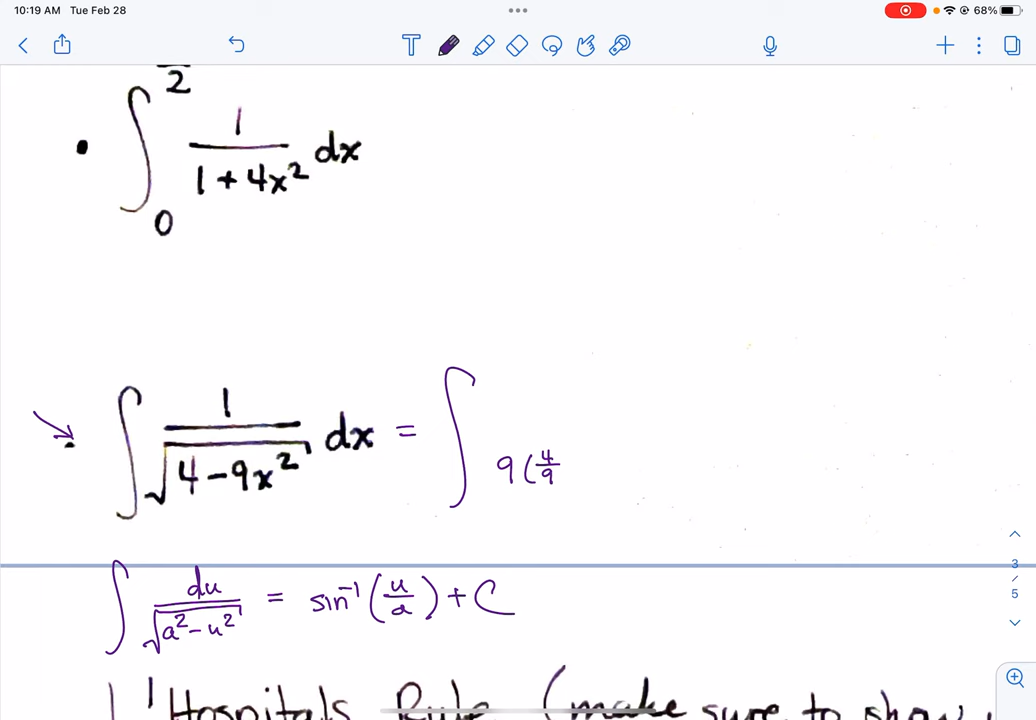 10:19 AM Tue Feb 28
68%
T
2
∫ 1/(1+4x²) dx
0
∫ 1/√(4-9x²) dx = ∫ 9(4/9
∫ du/√(a²-u²) = sin⁻¹(u/a) + C
3
/
5
L'Hospitals Rule (make sure to show